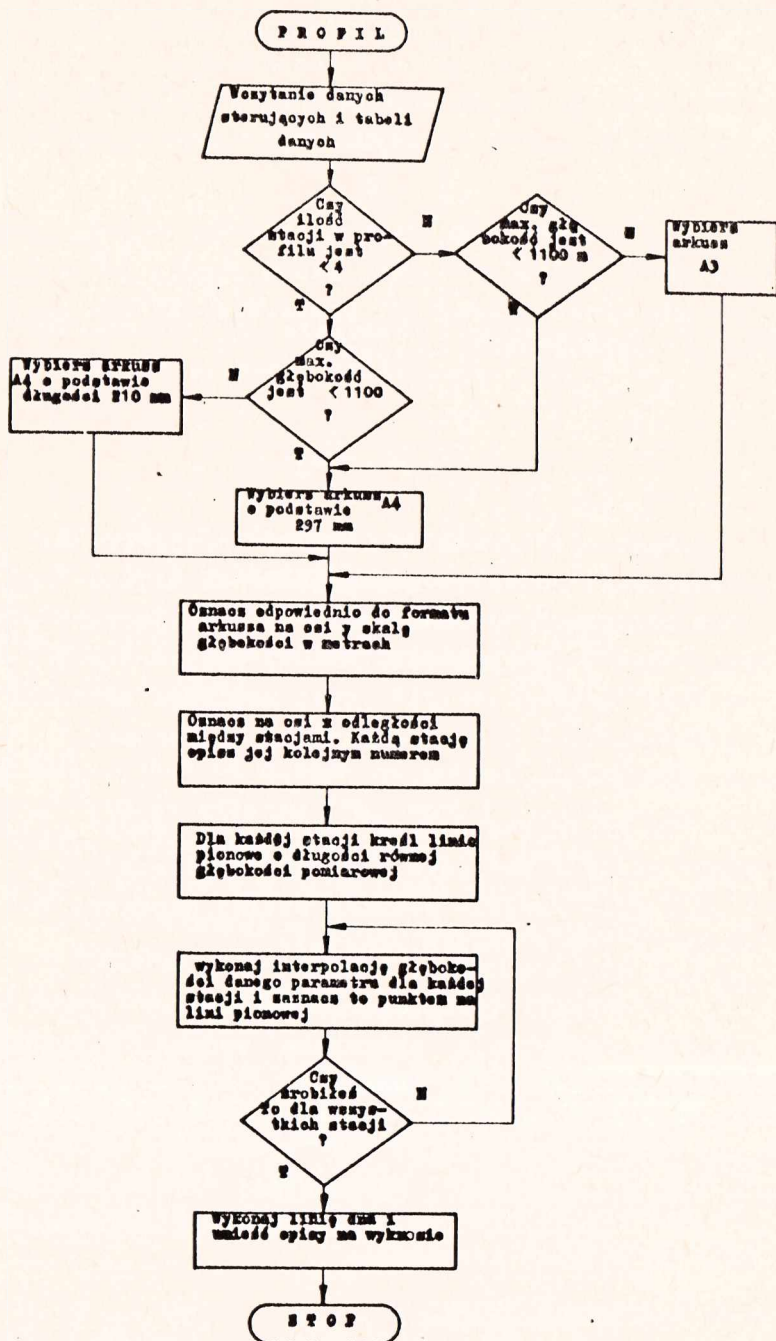 PROFIL
Wczytanie danych
sterujących i tabeli
danych
Czy
ilość
stacji w pro-
filu jest
< 4
?
N
T
Czy
max. głę
bokość jest
< 1100 m
?
N
Wybierz
arkusz
A3
Czy
max.
głębokość
jest < 1100
?
N
T
Wybierz arkusz
A4 o podstawie
długości 210 mm
Wybierz arkusz A4
o podstawie
297 mm
Oznacz odpowiednio do formatu
arkusza na osi y skalę
głębokości w metrach
Oznacz na osi x odległości
między stacjami. Każdą stację
opisz jej kolejnym numerem
Dla każdej stacji kreśl linie
pionowe o długości równej
głębokości pomiarowej
wykonaj interpolację głęboko-
ści danego parametru dla każdej
stacji i zaznacz to punktem na
lini pionowej
Czy
zrobiłeś
To dla wszys-
tkich stacji
?
N
T
wykonaj linię dna i
umieść opisy na wykresie
STOP